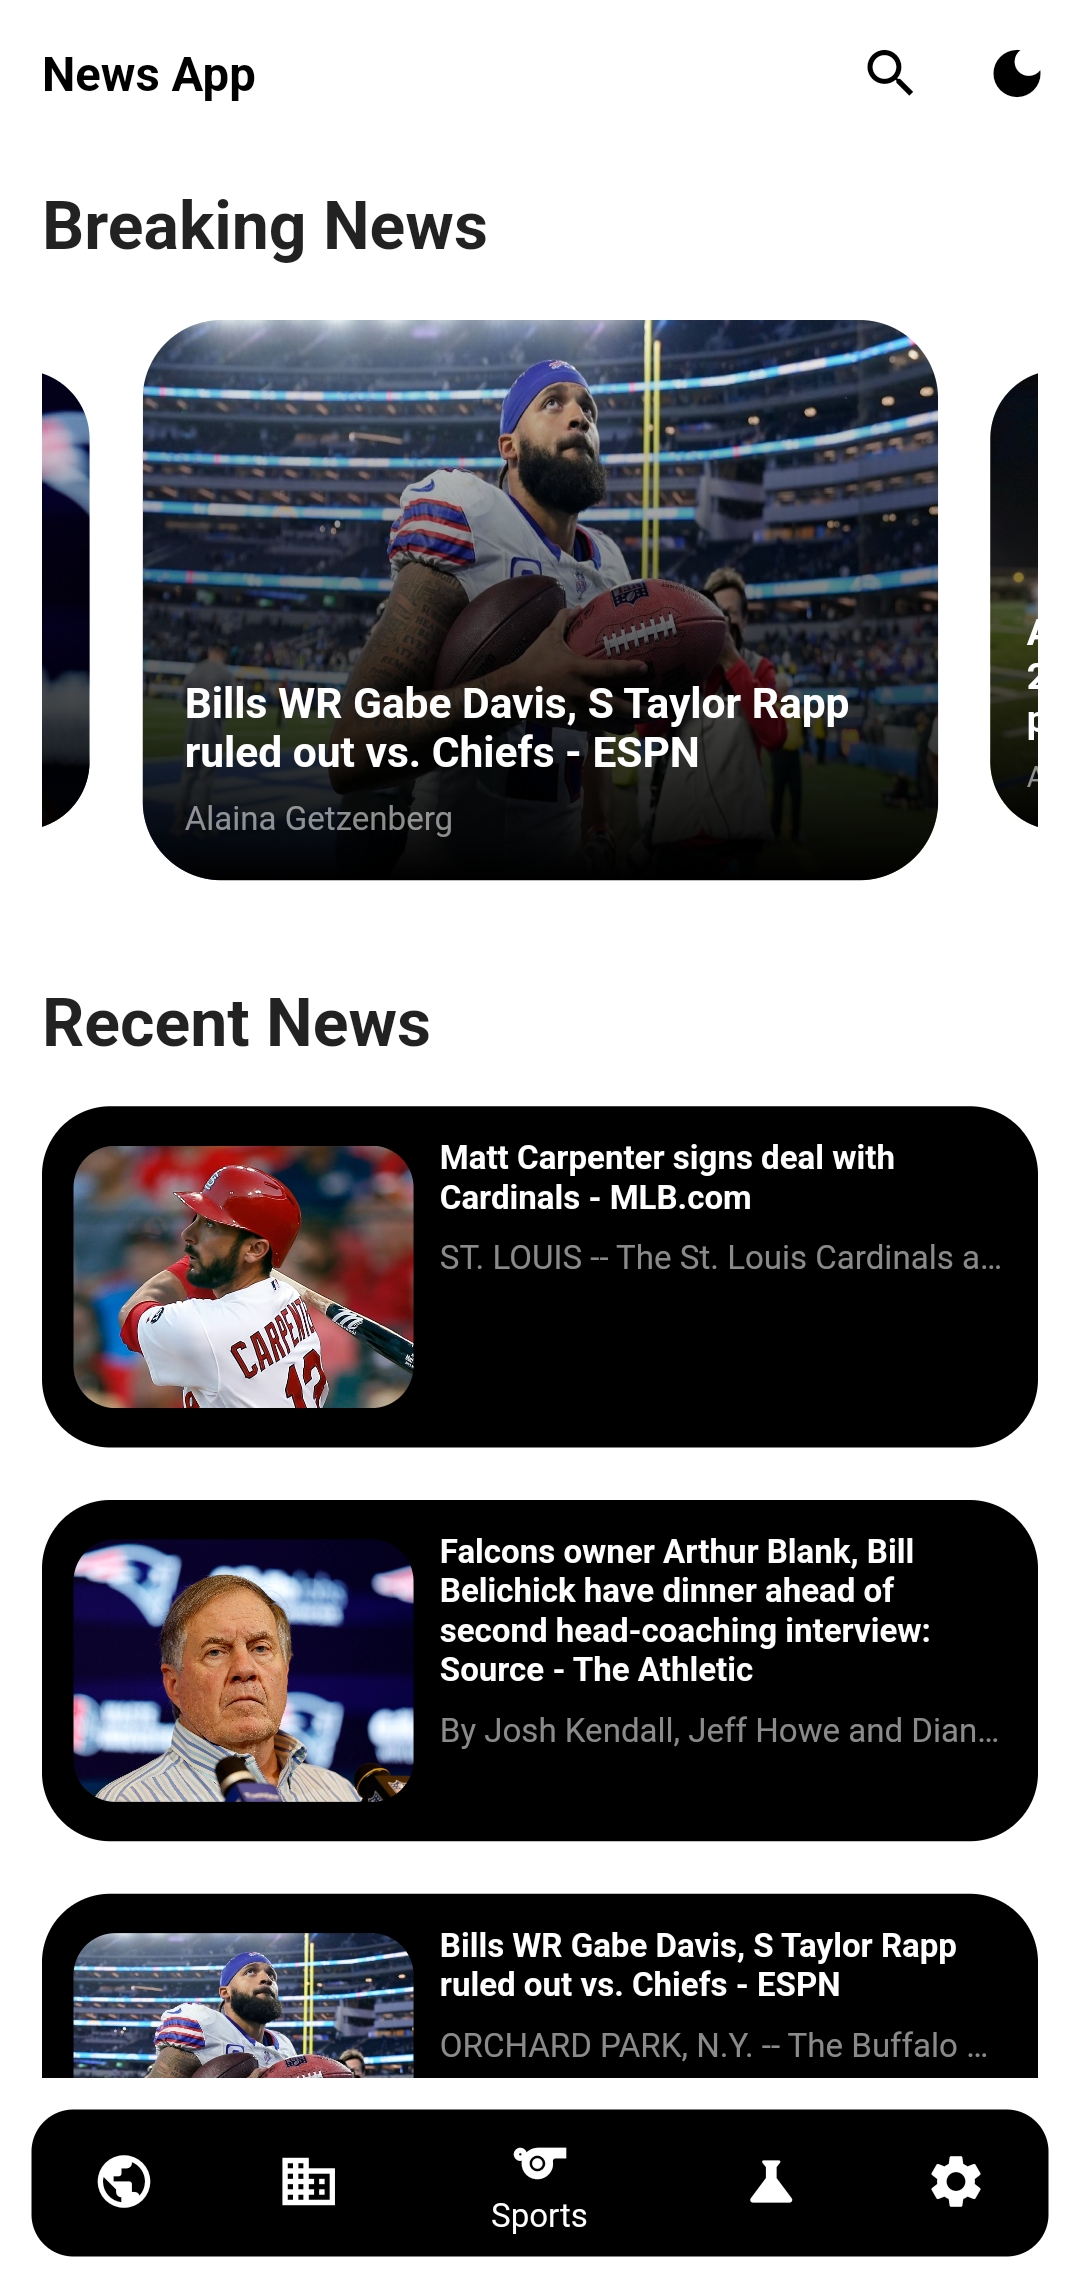 News App
Breaking News
Bills WR Gabe Davis, S Taylor Rapp
ruled out vs. Chiefs - ESPN
Alaina Getzenberg
A
2
p
A
Recent News
Matt Carpenter signs deal with
Cardinals - MLB.com
ST. LOUIS -- The St. Louis Cardinals a...
CARPENT
13
Falcons owner Arthur Blank, Bill
Belichick have dinner ahead of
second head-coaching interview:
Source - The Athletic
By Josh Kendall, Jeff Howe and Dian...
Bills WR Gabe Davis, S Taylor Rapp
ruled out vs. Chiefs - ESPN
ORCHARD PARK, N.Y. -- The Buffalo ...
Sports